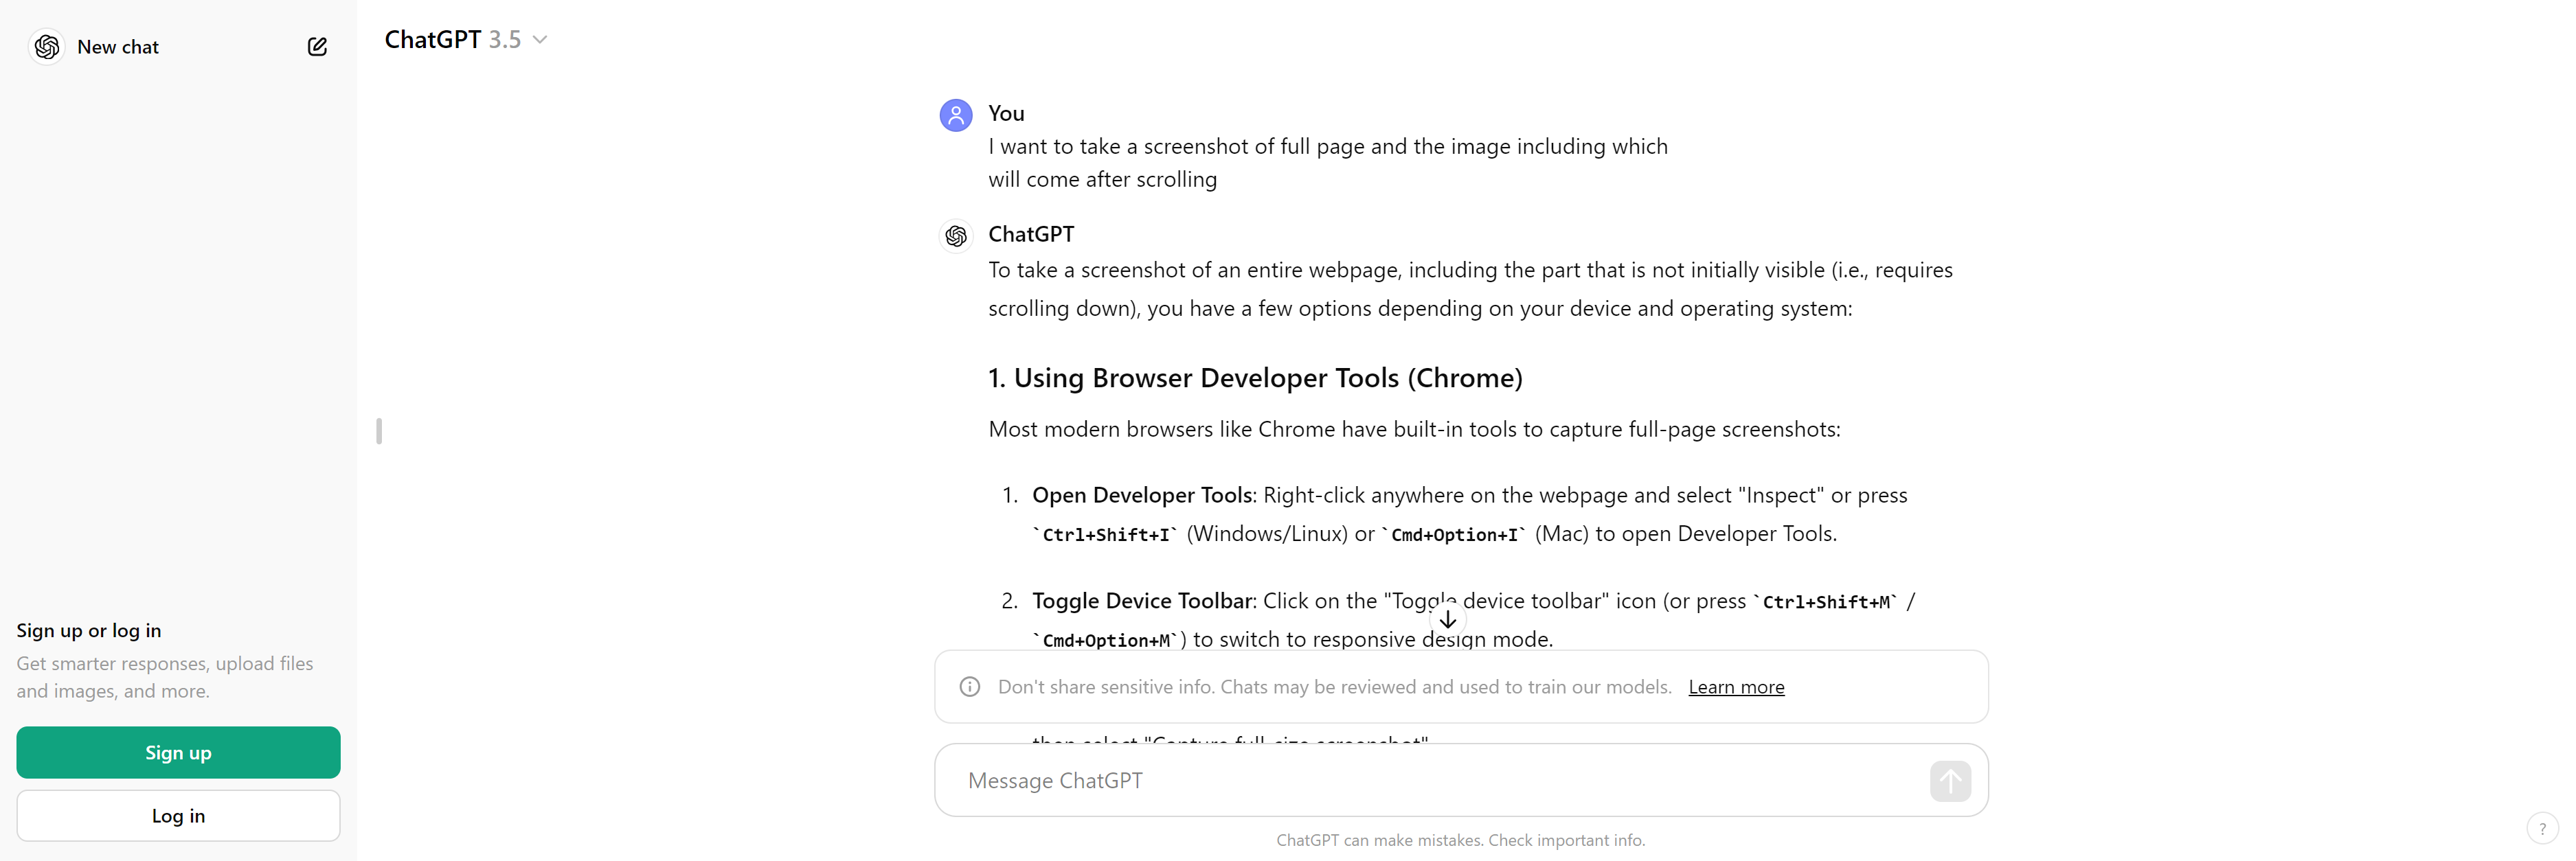 New chat
ChatGPT 3.5
You
I want to take a screenshot of full page and the image including which
will come after scrolling
ChatGPT
To take a screenshot of an entire webpage, including the part that is not initially visible (i.e., requires
scrolling down), you have a few options depending on your device and operating system:
1. Using Browser Developer Tools (Chrome)
Most modern browsers like Chrome have built-in tools to capture full-page screenshots:
1. Open Developer Tools: Right-click anywhere on the webpage and select "Inspect" or press
`Ctrl+Shift+I` (Windows/Linux) or `Cmd+Option+I` (Mac) to open Developer Tools.
2. Toggle Device Toolbar: Click on the "Toggle device toolbar" icon (or press `Ctrl+Shift+M` /
`Cmd+Option+M`) to switch to responsive design mode.
Don't share sensitive info. Chats may be reviewed and used to train our models. Learn more
then select "Capture full-size screenshot"
Message ChatGPT
ChatGPT can make mistakes. Check important info.
?
Sign up or log in
Get smarter responses, upload files
and images, and more.
Sign up
Log in